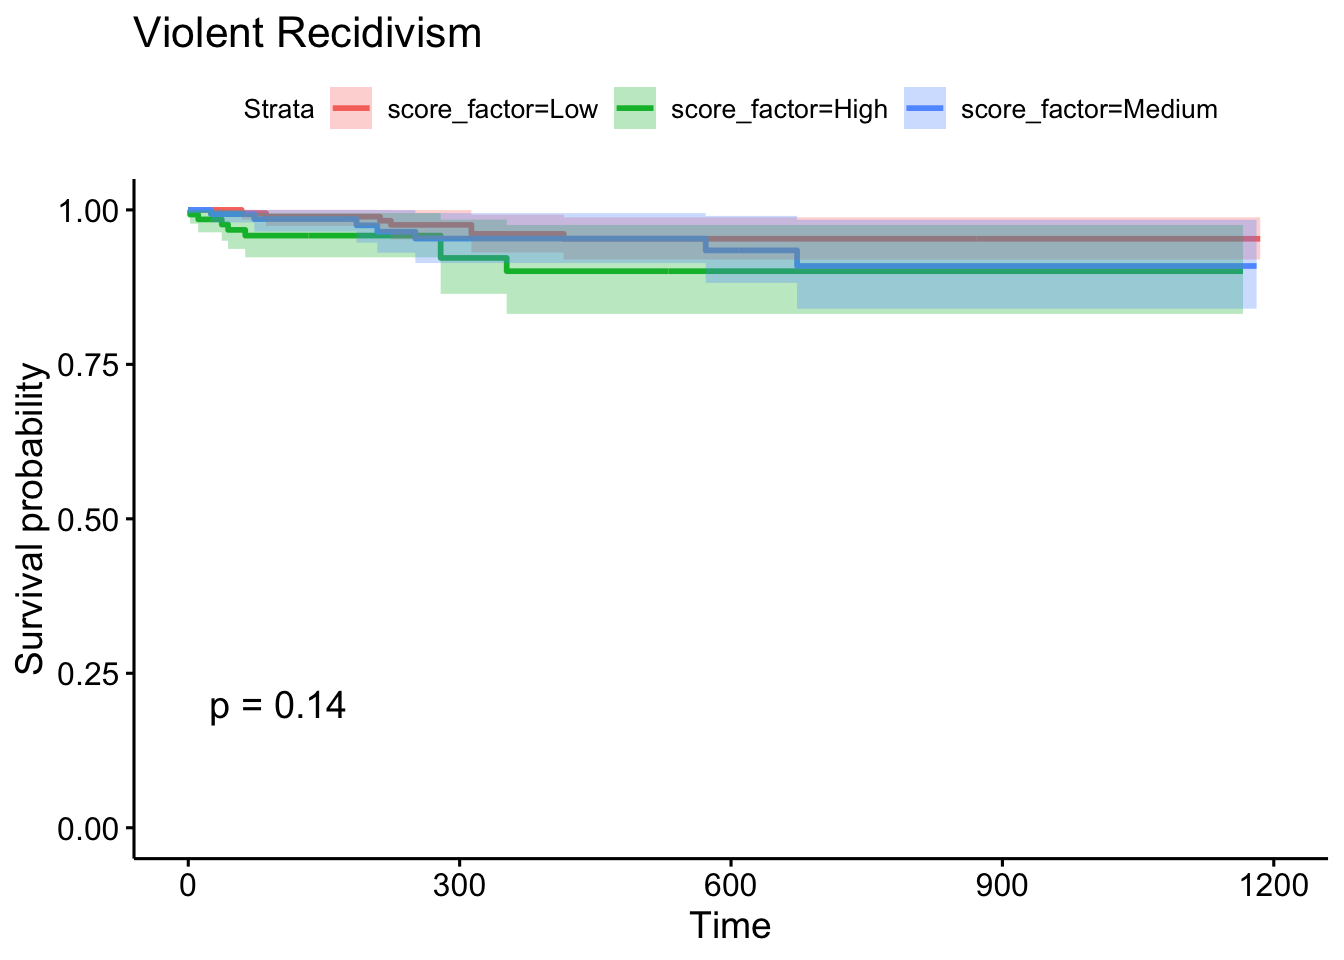 Violent Recidivism
Strata score_factor=Low score_factor=High score_factor=Medium
Survival probability
1.00
0.75
0.50
0.25
0.00
p = 0.14
0 300 600 900 1200
Time